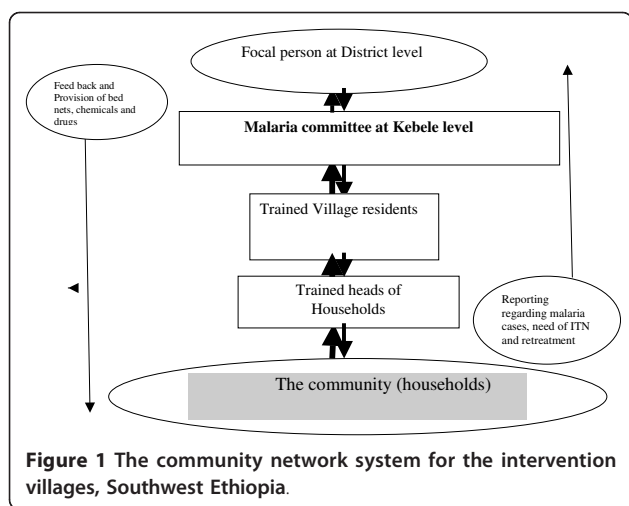 Focal person at District level
Feed back and
Provision of bed
nets, chemicals and
drugs
Malaria committee at Kebele level
Trained Village residents
Trained heads of
Households
Reporting
regarding malaria
cases, need of ITN
and retreatment
The community (households)
Figure 1 The community network system for the intervention
villages, Southwest Ethiopia.